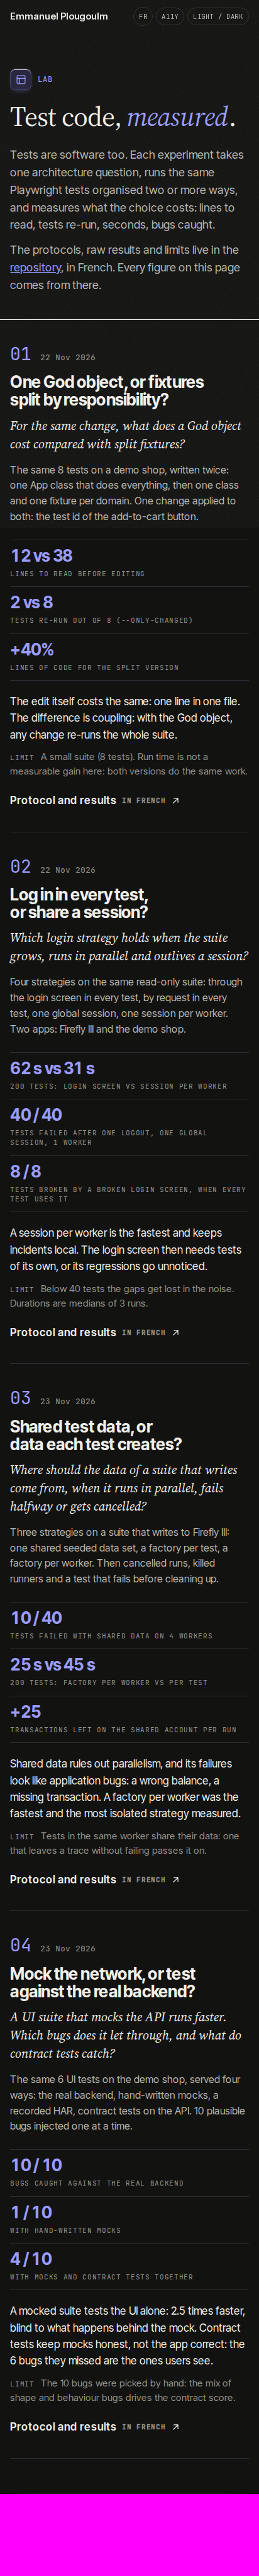 Emmanuel Plougoulm
FR
A11Y
LIGHT / DARK
LAB
Test code, measured.
Tests are software too. Each experiment takes
one architecture question, runs the same
Playwright tests organised two or more ways,
and measures what the choice costs: lines to
read, tests re-run, seconds, bugs caught.
The protocols, raw results and limits live in the
repository, in French. Every figure on this page
comes from there.
01 22 Nov 2026
One God object, or fixtures
split by responsibility?
For the same change, what does a God object
cost compared with split fixtures?
The same 8 tests on a demo shop, written twice:
one App class that does everything, then one class
and one fixture per domain. One change applied to
both: the test id of the add-to-cart button.
12 vs 38
LINES TO READ BEFORE EDITING
2 vs 8
TESTS RE-RUN OUT OF 8 (--ONLY-CHANGED)
+40%
LINES OF CODE FOR THE SPLIT VERSION
The edit itself costs the same: one line in one file.
The difference is coupling: with the God object,
any change re-runs the whole suite.
LIMIT A small suite (8 tests). Run time is not a
measurable gain here: both versions do the same work.
Protocol and results IN FRENCH ↗
02 22 Nov 2026
Log in in every test,
or share a session?
Which login strategy holds when the suite
grows, runs in parallel and outlives a session?
Four strategies on the same read-only suite: through
the login screen in every test, by request in every
test, one global session, one session per worker.
Two apps: Firefly III and the demo shop.
62 s vs 31 s
200 TESTS: LOGIN SCREEN VS SESSION PER WORKER
40 / 40
TESTS FAILED AFTER ONE LOGOUT, ONE GLOBAL
SESSION, 1 WORKER
8 / 8
TESTS BROKEN BY A BROKEN LOGIN SCREEN, WHEN EVERY
TEST USES IT
A session per worker is the fastest and keeps
incidents local. The login screen then needs tests
of its own, or its regressions go unnoticed.
LIMIT Below 40 tests the gaps get lost in the noise.
Durations are medians of 3 runs.
Protocol and results IN FRENCH ↗
03 23 Nov 2026
Shared test data, or
data each test creates?
Where should the data of a suite that writes
come from, when it runs in parallel, fails
halfway or gets cancelled?
Three strategies on a suite that writes to Firefly III:
one shared seeded data set, a factory per test, a
factory per worker. Then cancelled runs, killed
runners and a test that fails before cleaning up.
10 / 40
TESTS FAILED WITH SHARED DATA ON 4 WORKERS
25 s vs 45 s
200 TESTS: FACTORY PER WORKER VS PER TEST
+25
TRANSACTIONS LEFT ON THE SHARED ACCOUNT PER RUN
Shared data rules out parallelism, and its failures
look like application bugs: a wrong balance, a
missing transaction. A factory per worker was the
fastest and the most isolated strategy measured.
LIMIT Tests in the same worker share their data: one
that leaves a trace without failing passes it on.
Protocol and results IN FRENCH ↗
04 23 Nov 2026
Mock the network, or test
against the real backend?
A UI suite that mocks the API runs faster.
Which bugs does it let through, and what do
contract tests catch?
The same 6 UI tests on the demo shop, served four
ways: the real backend, hand-written mocks, a
recorded HAR, contract tests on the API. 10 plausible
bugs injected one at a time.
10 / 10
BUGS CAUGHT AGAINST THE REAL BACKEND
1 / 10
WITH HAND-WRITTEN MOCKS
4 / 10
WITH MOCKS AND CONTRACT TESTS TOGETHER
A mocked suite tests the UI alone: 2.5 times faster,
blind to what happens behind the mock. Contract
tests keep mocks honest, not the app correct: the
6 bugs they missed are the ones users see.
LIMIT The 10 bugs were picked by hand: the mix of
shape and behaviour bugs drives the contract score.
Protocol and results IN FRENCH ↗